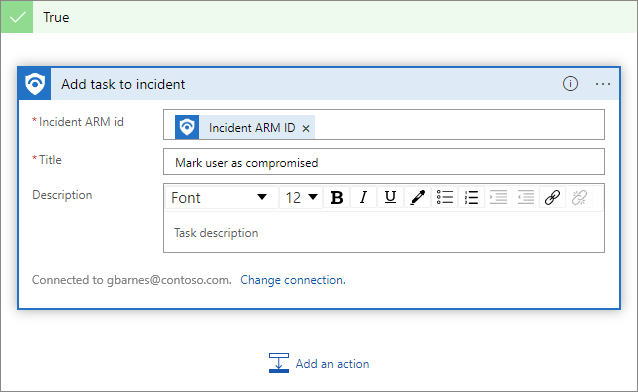 True
Add task to incident
* Incident ARM id
Incident ARM ID ×
* Title
Mark user as compromised
Description
Font 12 B I U
Task description
Connected to gbarnes@contoso.com. Change connection.
Add an action